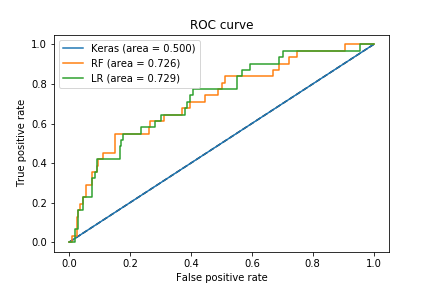 ROC curve
Keras (area = 0.500)
RF (area = 0.726)
LR (area = 0.729)
True positive rate
1.0
0.8
0.6
0.4
0.2
0.0
0.0 0.2 0.4 0.6 0.8 1.0
False positive rate